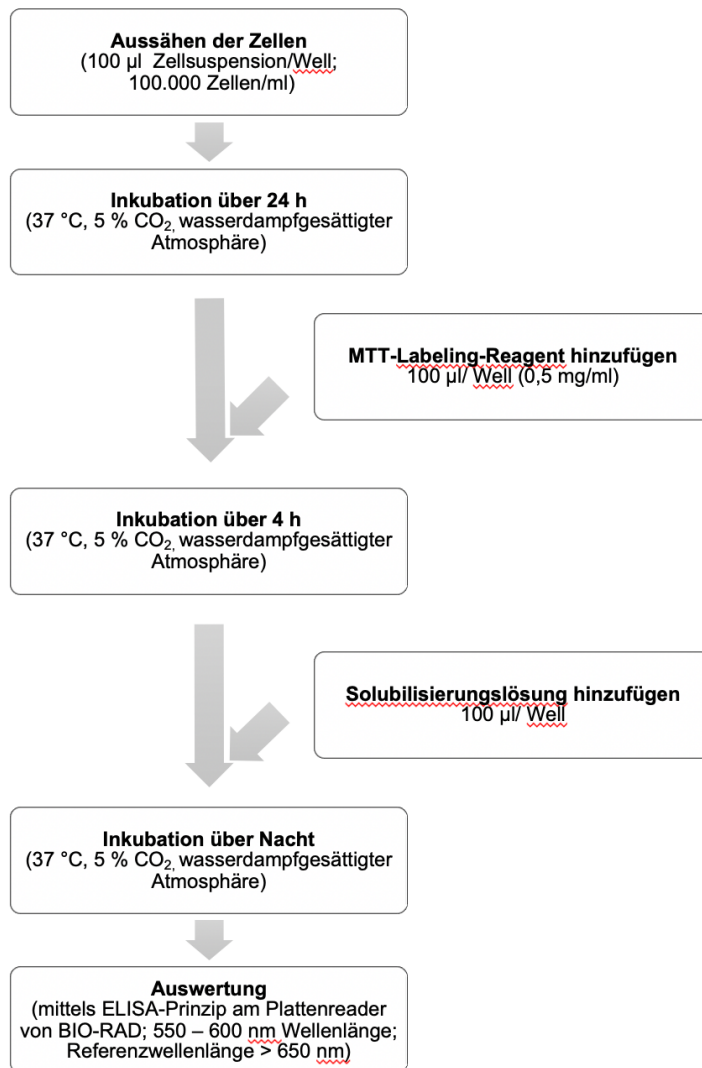 Aussähen der Zellen
(100 µl  Zellsuspension/Well;
100.000 Zellen/ml)
Inkubation über 24 h
(37 °C, 5 % CO₂, wasserdampfgesättigter
Atmosphäre)
MTT-Labeling-Reagent hinzufügen
100 µl/ Well (0,5 mg/ml)
Inkubation über 4 h
(37 °C, 5 % CO₂, wasserdampfgesättigter
Atmosphäre)
Solubilisierungslösung hinzufügen
100 µl/ Well
Inkubation über Nacht
(37 °C, 5 % CO₂, wasserdampfgesättigter
Atmosphäre)
Auswertung
(mittels ELISA-Prinzip am Plattenreader
von BIO-RAD; 550 – 600 nm Wellenlänge;
Referenzwellenlänge > 650 nm)